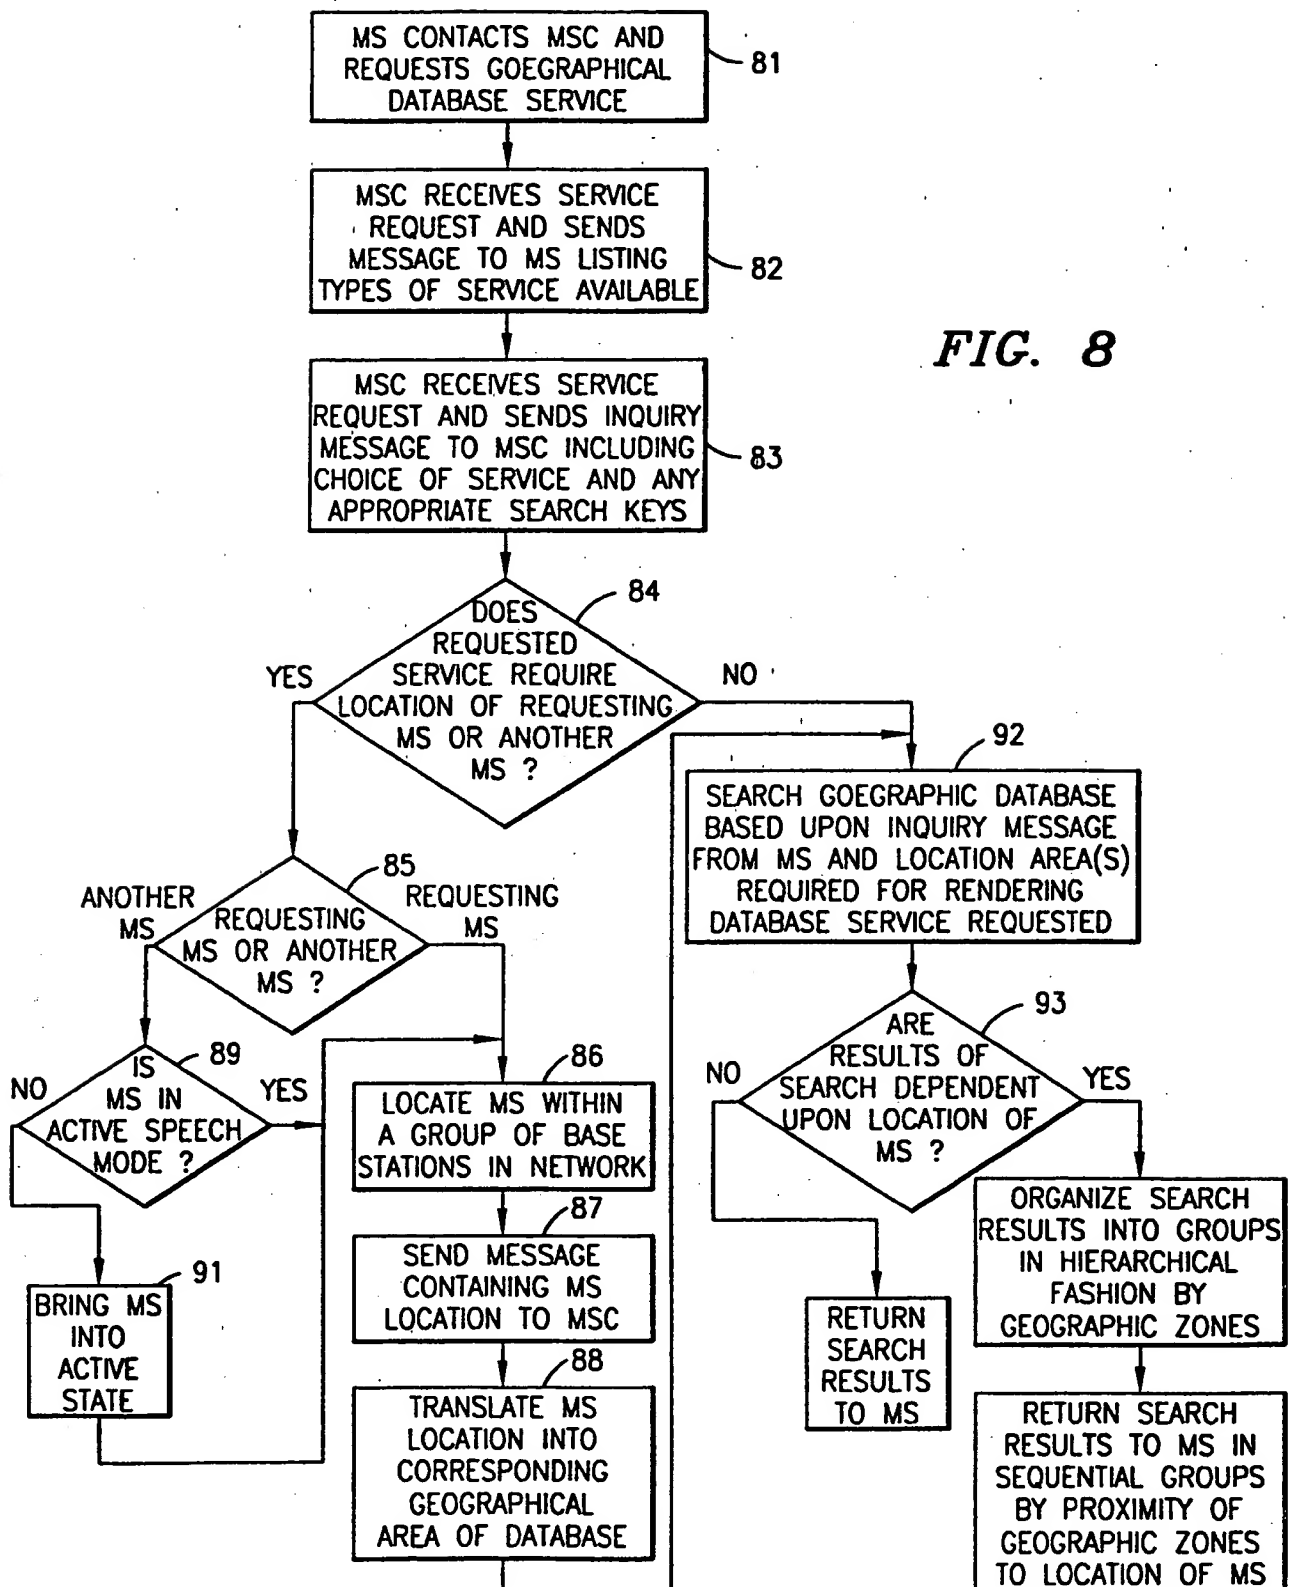 MS CONTACTS MSC AND
REQUESTS GOEGRAPHICAL
DATABASE SERVICE
81
MSC RECEIVES SERVICE
REQUEST AND SENDS
MESSAGE TO MS LISTING
TYPES OF SERVICE AVAILABLE
82
FIG. 8
MSC RECEIVES SERVICE
REQUEST AND SENDS INQUIRY
MESSAGE TO MSC INCLUDING
CHOICE OF SERVICE AND ANY
APPROPRIATE SEARCH KEYS
83
84
DOES
REQUESTED
SERVICE REQUIRE
LOCATION OF REQUESTING
MS OR ANOTHER
MS ?
YES
NO
85
ANOTHER
MS
REQUESTING
MS
REQUESTING
MS OR ANOTHER
MS ?
89
IS
MS IN
ACTIVE SPEECH
MODE ?
NO
YES
91
BRING MS
INTO
ACTIVE
STATE
86
LOCATE MS WITHIN
A GROUP OF BASE
STATIONS IN NETWORK
87
SEND MESSAGE
CONTAINING MS
LOCATION TO MSC
88
TRANSLATE MS
LOCATION INTO
CORRESPONDING
GEOGRAPHICAL
AREA OF DATABASE
92
SEARCH GOEGRAPHIC DATABASE
BASED UPON INQUIRY MESSAGE
FROM MS AND LOCATION AREA(S)
REQUIRED FOR RENDERING
DATABASE SERVICE REQUESTED
93
ARE
RESULTS OF
SEARCH DEPENDENT
UPON LOCATION OF
MS ?
NO
YES
RETURN
SEARCH
RESULTS
TO MS
ORGANIZE SEARCH
RESULTS INTO GROUPS
IN HIERARCHICAL
FASHION BY
GEOGRAPHIC ZONES
RETURN SEARCH
RESULTS TO MS IN
SEQUENTIAL GROUPS
BY PROXIMITY OF
GEOGRAPHIC ZONES
TO LOCATION OF MS